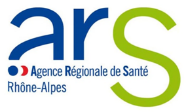 ars
Agence Régionale de Santé
Rhône-Alpes